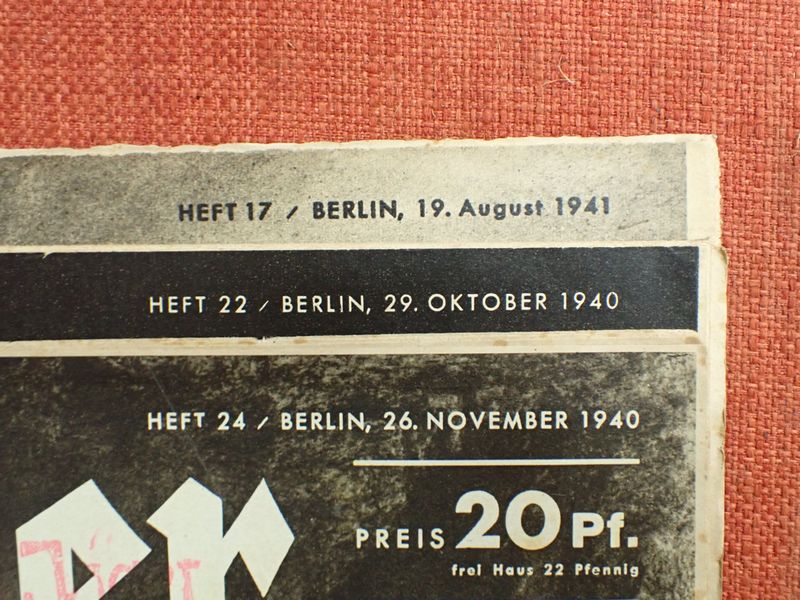 HEFT 17 / BERLIN, 19. August 1941
HEFT 22 / BERLIN, 29. OKTOBER 1940
HEFT 24 / BERLIN, 26. NOVEMBER 1940
er
PREIS 20 Pf.
frei Haus 22 Pfennig